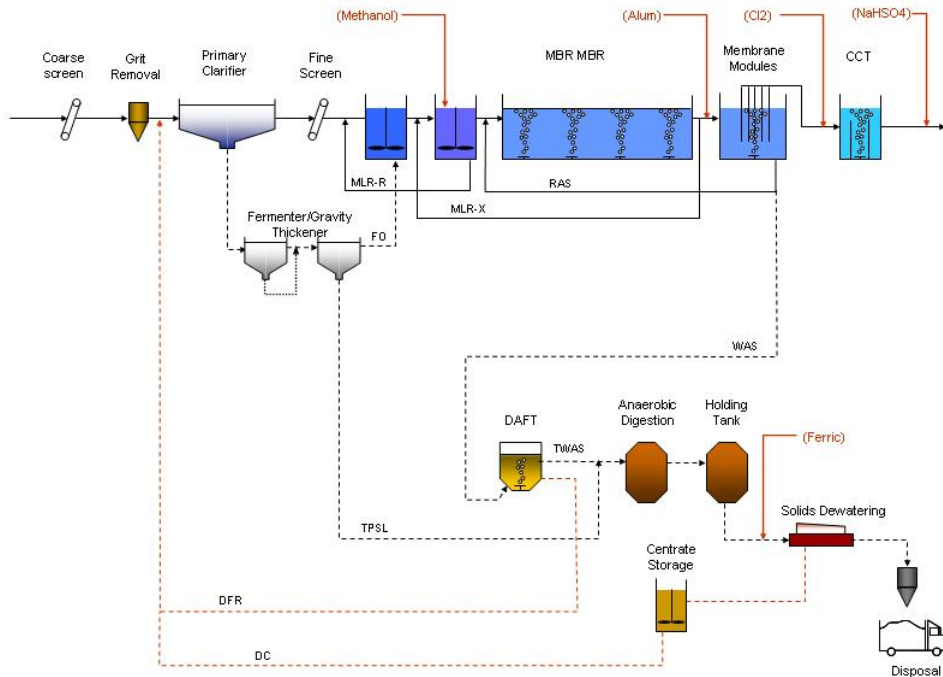 (Methanol)
(Alum)
(Cl2)
(NaHSO4)
Coarse
screen
Grit
Removal
Primary
Clarifier
Fine
Screen
MBR MBR
Membrane
Modules
CCT
MLR-R
RAS
MLR-X
Fermenter/Gravity
Thickener
FO
WAS
DAFT
TWAS
Anaerobic
Digestion
Holding
Tank
(Ferric)
Solids Dewatering
TPSL
Centrate
Storage
DFR
DC
Disposal